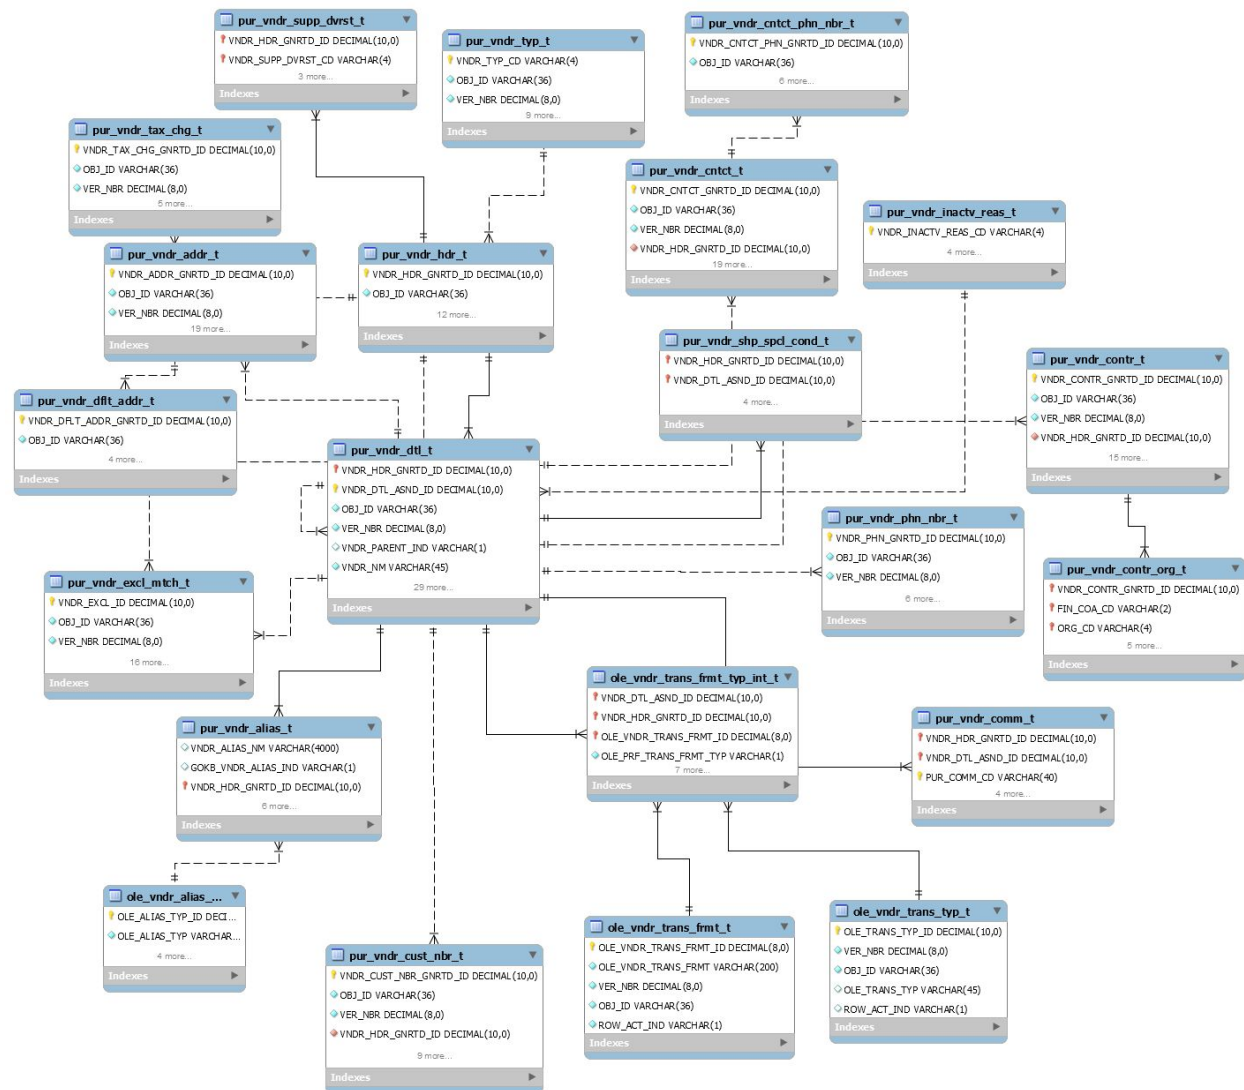 pur_vndr_supp_dvrst_t
VNDR_HDR_GNRTD_ID DECIMAL(10,0)
VNDR_SUPP_DVRST_CD VARCHAR(4)
3 more...
Indexes
pur_vndr_typ_t
VNDR_TYP_CD VARCHAR(4)
OBJ_ID VARCHAR(36)
VER_NBR DECIMAL(8,0)
9 more...
Indexes
pur_vndr_cntct_phn_nbr_t
VNDR_CNTCT_PHN_GNRTD_ID DECIMAL(10,0)
OBJ_ID VARCHAR(36)
6 more...
Indexes
pur_vndr_tax_chg_t
VNDR_TAX_CHG_GNRTD_ID DECIMAL(10,0)
OBJ_ID VARCHAR(36)
VER_NBR DECIMAL(8,0)
5 more...
Indexes
pur_vndr_cntct_t
VNDR_CNTCT_GNRTD_ID DECIMAL(10,0)
OBJ_ID VARCHAR(36)
VER_NBR DECIMAL(8,0)
VNDR_HDR_GNRTD_ID DECIMAL(10,0)
19 more...
Indexes
pur_vndr_inactv_reas_t
VNDR_INACTV_REAS_CD VARCHAR(4)
4 more...
Indexes
pur_vndr_addr_t
VNDR_ADDR_GNRTD_ID DECIMAL(10,0)
OBJ_ID VARCHAR(36)
VER_NBR DECIMAL(8,0)
19 more...
Indexes
pur_vndr_hdr_t
VNDR_HDR_GNRTD_ID DECIMAL(10,0)
OBJ_ID VARCHAR(36)
12 more...
Indexes
pur_vndr_shp_spcl_cond_t
VNDR_HDR_GNRTD_ID DECIMAL(10,0)
VNDR_DTL_ASND_ID DECIMAL(10,0)
4 more...
Indexes
pur_vndr_contr_t
VNDR_CONTR_GNRTD_ID DECIMAL(10,0)
OBJ_ID VARCHAR(36)
VER_NBR DECIMAL(8,0)
VNDR_HDR_GNRTD_ID DECIMAL(10,0)
15 more...
Indexes
pur_vndr_dflt_addr_t
VNDR_DFLT_ADDR_GNRTD_ID DECIMAL(10,0)
OBJ_ID VARCHAR(36)
4 more...
Indexes
pur_vndr_dtl_t
VNDR_HDR_GNRTD_ID DECIMAL(10,0)
VNDR_DTL_ASND_ID DECIMAL(10,0)
OBJ_ID VARCHAR(36)
VER_NBR DECIMAL(8,0)
VNDR_PARENT_IND VARCHAR(1)
VNDR_NM VARCHAR(45)
29 more...
Indexes
pur_vndr_phn_nbr_t
VNDR_PHN_GNRTD_ID DECIMAL(10,0)
OBJ_ID VARCHAR(36)
VER_NBR DECIMAL(8,0)
6 more...
Indexes
pur_vndr_contr_org_t
VNDR_CONTR_GNRTD_ID DECIMAL(10,0)
FIN_COA_CD VARCHAR(2)
ORG_CD VARCHAR(4)
5 more...
Indexes
pur_vndr_excl_mtch_t
VNDR_EXCL_ID DECIMAL(10,0)
OBJ_ID VARCHAR(36)
VER_NBR DECIMAL(8,0)
16 more...
Indexes
ole_vndr_trans_frmt_typ_int_t
VNDR_DTL_ASND_ID DECIMAL(10,0)
VNDR_HDR_GNRTD_ID DECIMAL(10,0)
OLE_VNDR_TRANS_FRMT_ID DECIMAL(8,0)
OLE_PRF_TRANS_FRMT_TYP VARCHAR(1)
7 more...
Indexes
pur_vndr_comm_t
VNDR_HDR_GNRTD_ID DECIMAL(10,0)
VNDR_DTL_ASND_ID DECIMAL(10,0)
PUR_COMM_CD VARCHAR(40)
4 more...
Indexes
pur_vndr_alias_t
VNDR_ALIAS_NM VARCHAR(4000)
GOKB_VNDR_ALIAS_IND VARCHAR(1)
VNDR_HDR_GNRTD_ID DECIMAL(10,0)
6 more...
Indexes
ole_vndr_alias_...
OLE_ALIAS_TYP_ID DECI...
OLE_ALIAS_TYP VARCHAR...
4 more...
Indexes
pur_vndr_cust_nbr_t
VNDR_CUST_NBR_GNRTD_ID DECIMAL(10,0)
OBJ_ID VARCHAR(36)
VER_NBR DECIMAL(8,0)
VNDR_HDR_GNRTD_ID DECIMAL(10,0)
9 more...
Indexes
ole_vndr_trans_frmt_t
OLE_VNDR_TRANS_FRMT_ID DECIMAL(8,0)
OLE_VNDR_TRANS_FRMT VARCHAR(200)
VER_NBR DECIMAL(8,0)
OBJ_ID VARCHAR(36)
ROW_ACT_IND VARCHAR(1)
Indexes
ole_vndr_trans_typ_t
OLE_TRANS_TYP_ID DECIMAL(10,0)
VER_NBR DECIMAL(8,0)
OBJ_ID VARCHAR(36)
OLE_TRANS_TYP VARCHAR(45)
ROW_ACT_IND VARCHAR(1)
Indexes